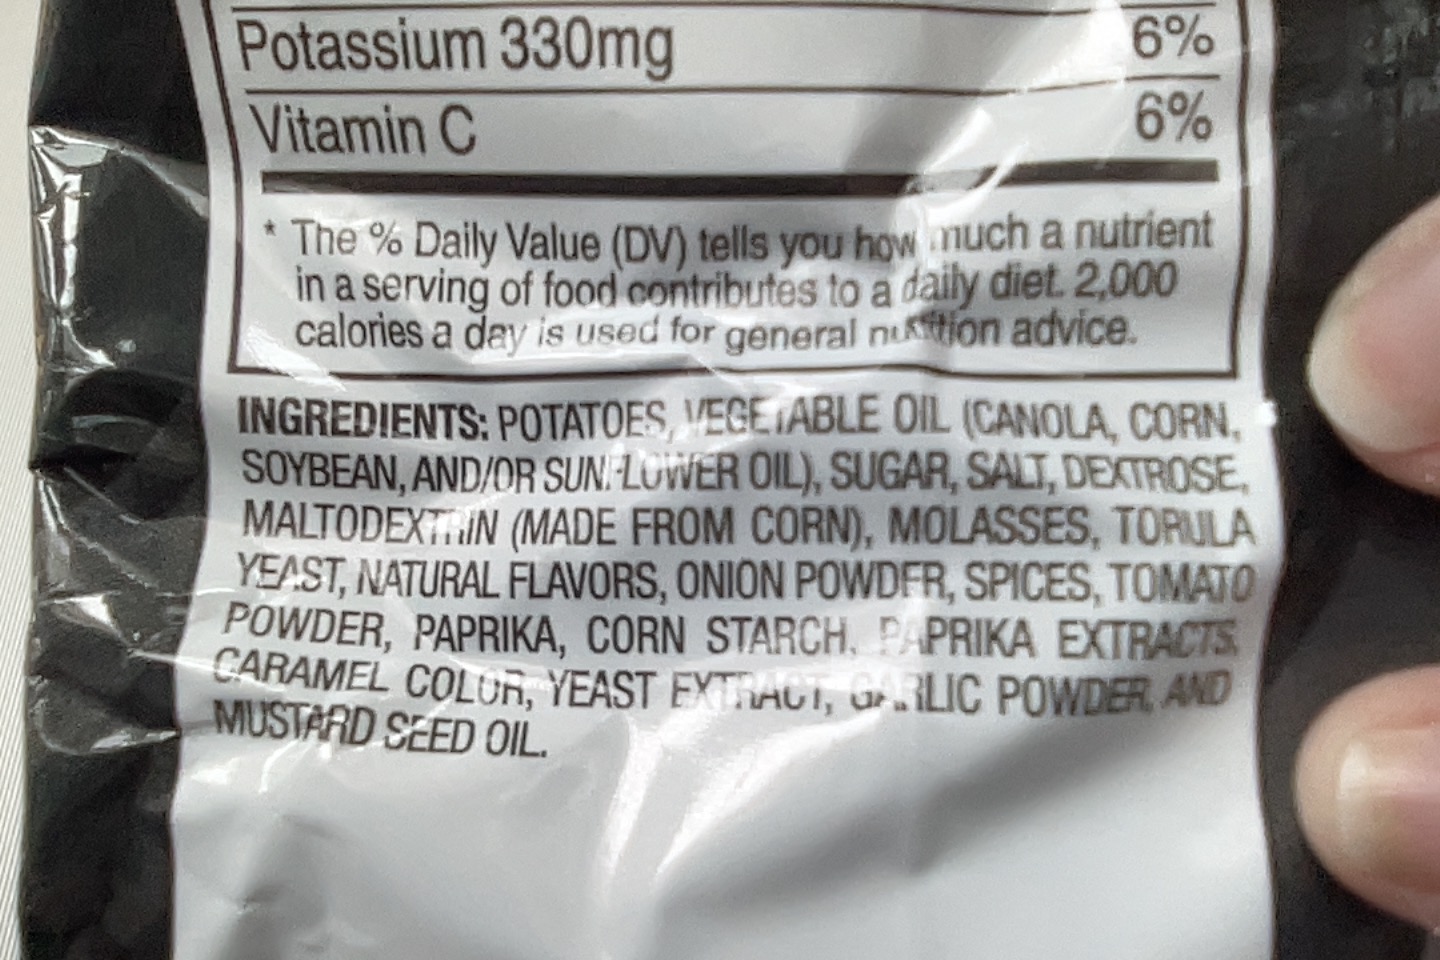 Potassium 330mg 6%
Vitamin C 6%
* The % Daily Value (DV) tells you how much a nutrient
in a serving of food contributes to a daily diet. 2,000
calories a day is used for general nutrition advice.
INGREDIENTS: POTATOES, VEGETABLE OIL (CANOLA, CORN,
SOYBEAN, AND/OR SUNFLOWER OIL), SUGAR, SALT, DEXTROSE,
MALTODEXTRIN (MADE FROM CORN), MOLASSES, TORULA
YEAST, NATURAL FLAVORS, ONION POWDER, SPICES, TOMATO
POWDER, PAPRIKA, CORN STARCH, PAPRIKA EXTRACTS,
CARAMEL COLOR, YEAST EXTRACT, GARLIC POWDER, AND
MUSTARD SEED OIL.